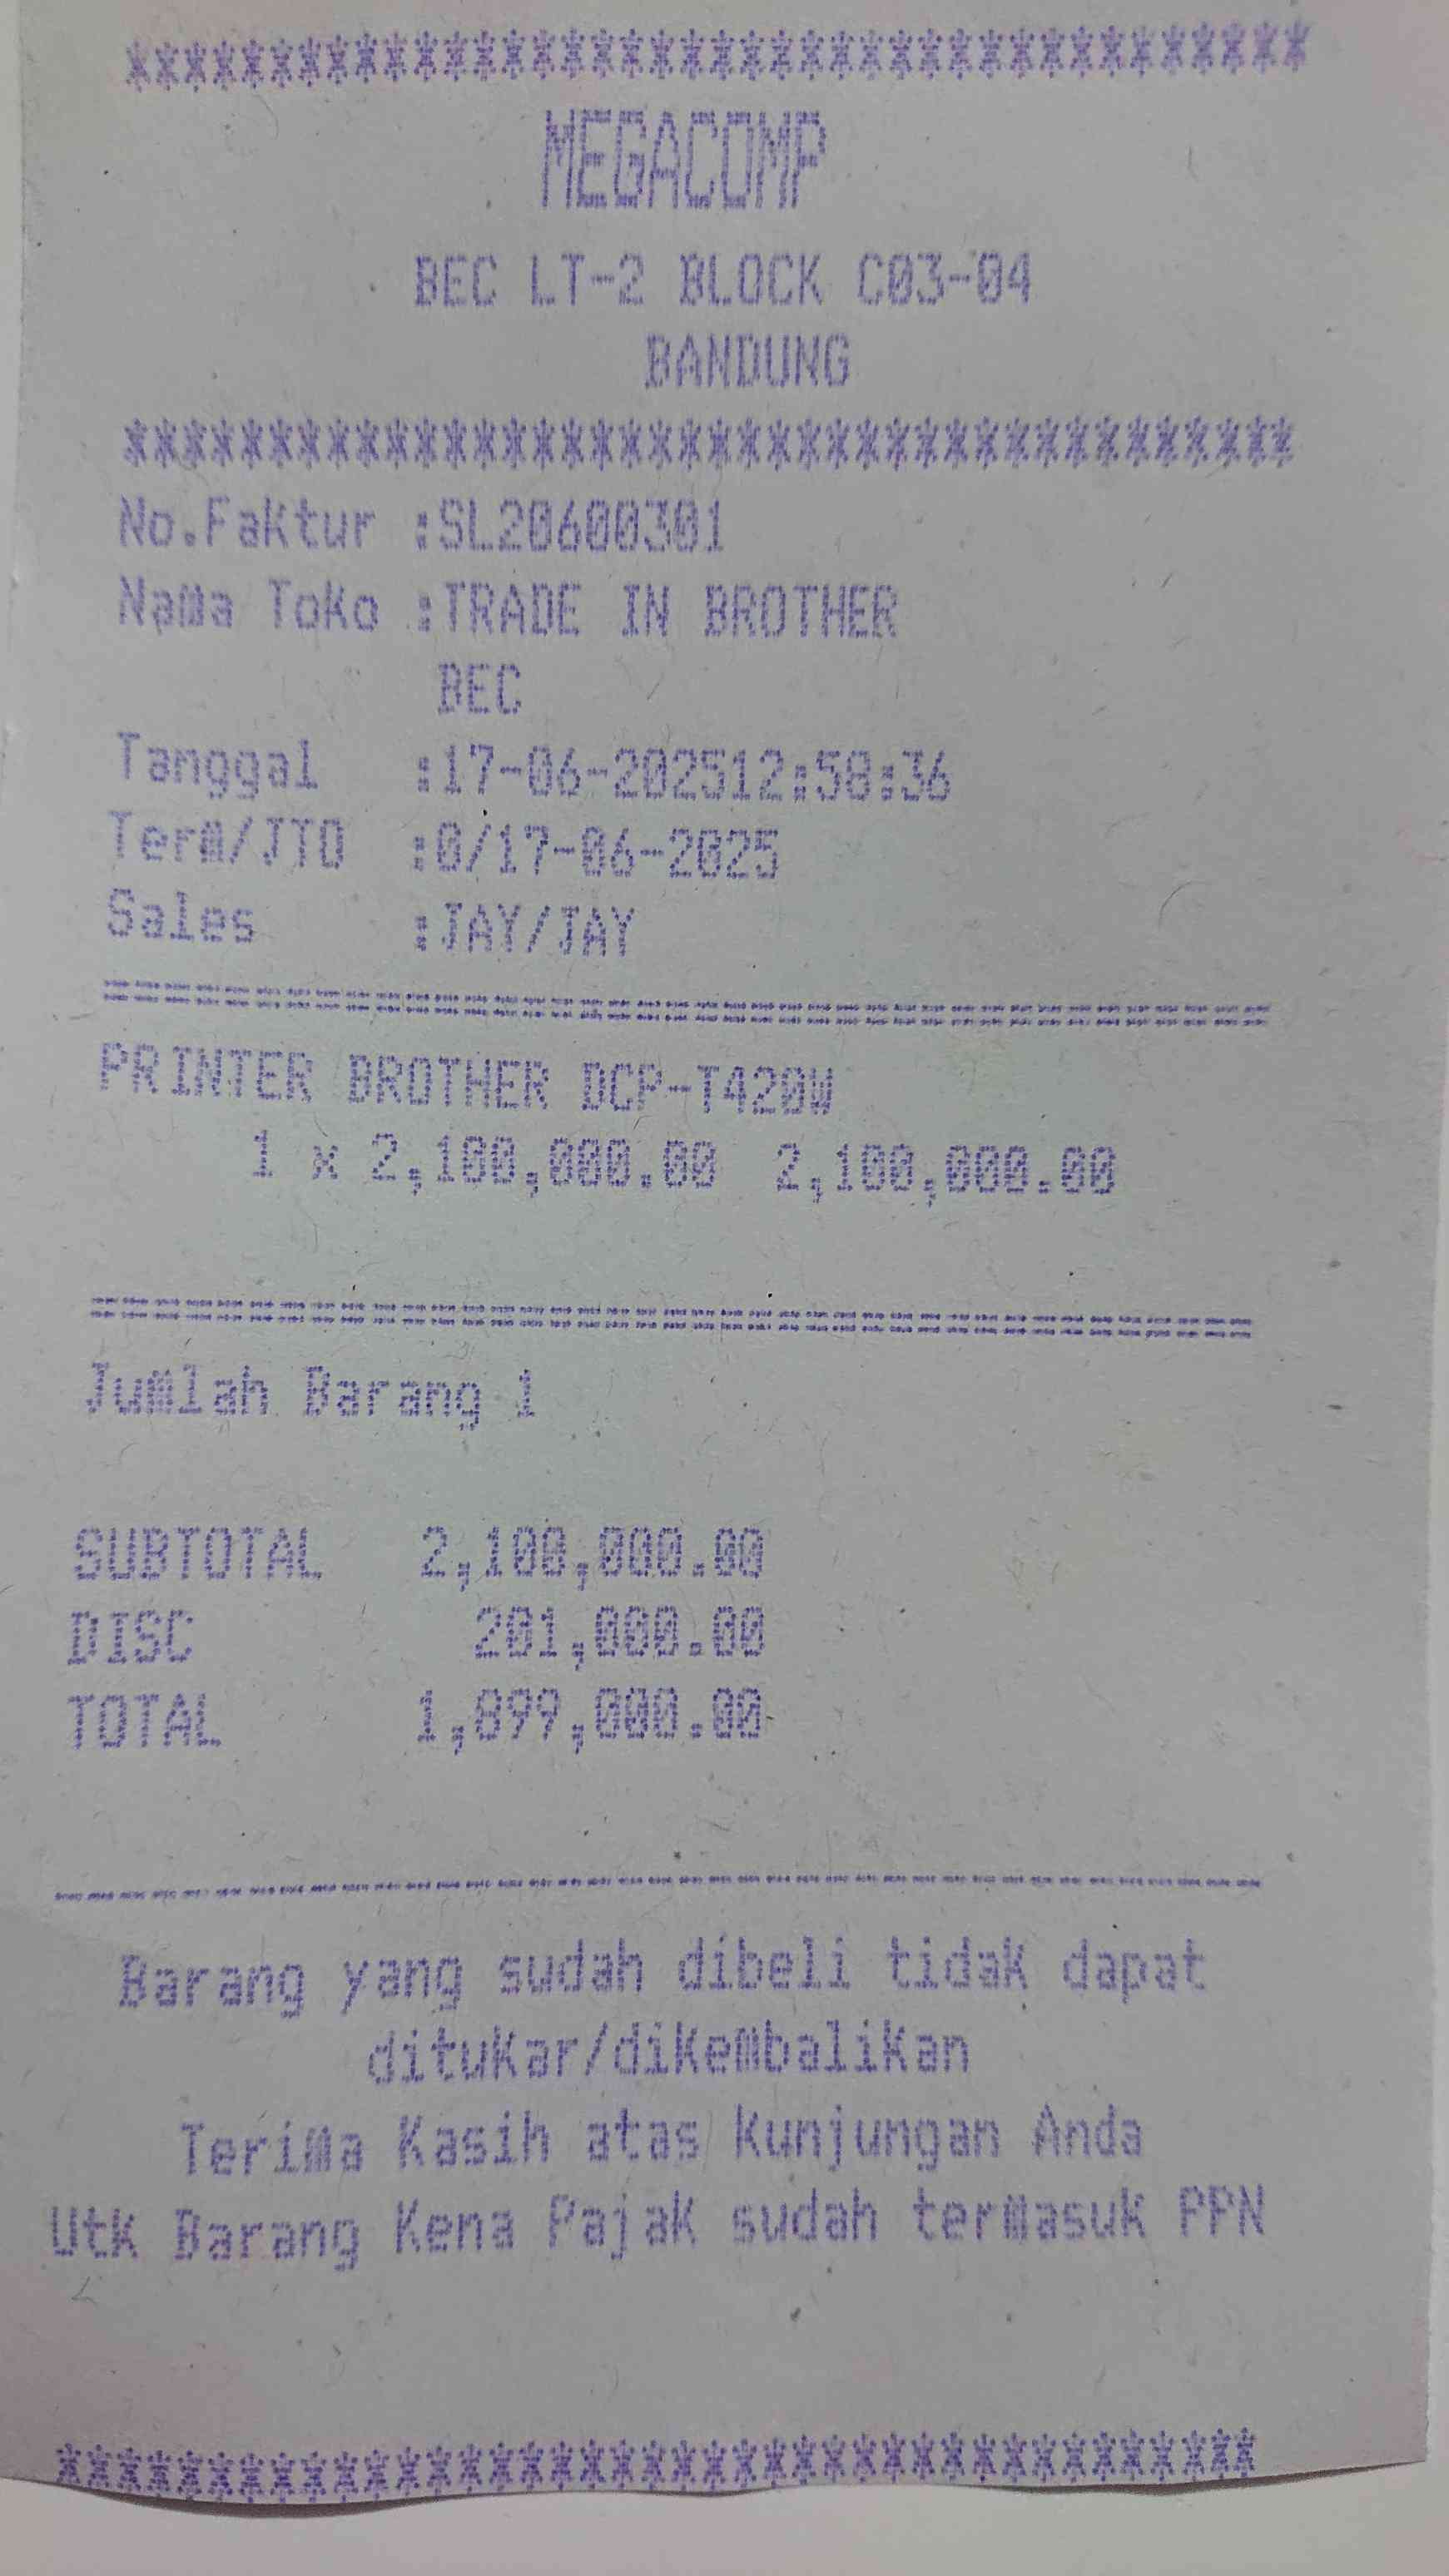 ****************************************
MEGACOMP
BEC LT-2 BLOCK C03-04
BANDUNG
****************************************
No.Faktur :SL20600301
Nama Toko :TRADE IN BROTHER
BEC
Tanggal :17-06-202512:58:36
Term/JTO :0/17-06-2025
Sales :JAY/JAY
========================================
PRINTER BROTHER DCP-T420W
1 x 2,100,000.00 2,100,000.00
========================================
Jumlah Barang 1
SUBTOTAL 2,100,000.00
DISC 201,000.00
TOTAL 1,899,000.00
----------------------------------------
Barang yang sudah dibeli tidak dapat
ditukar/dikembalikan
Terima Kasih atas Kunjungan Anda
Utk Barang Kena Pajak sudah termasuk PPN
****************************************